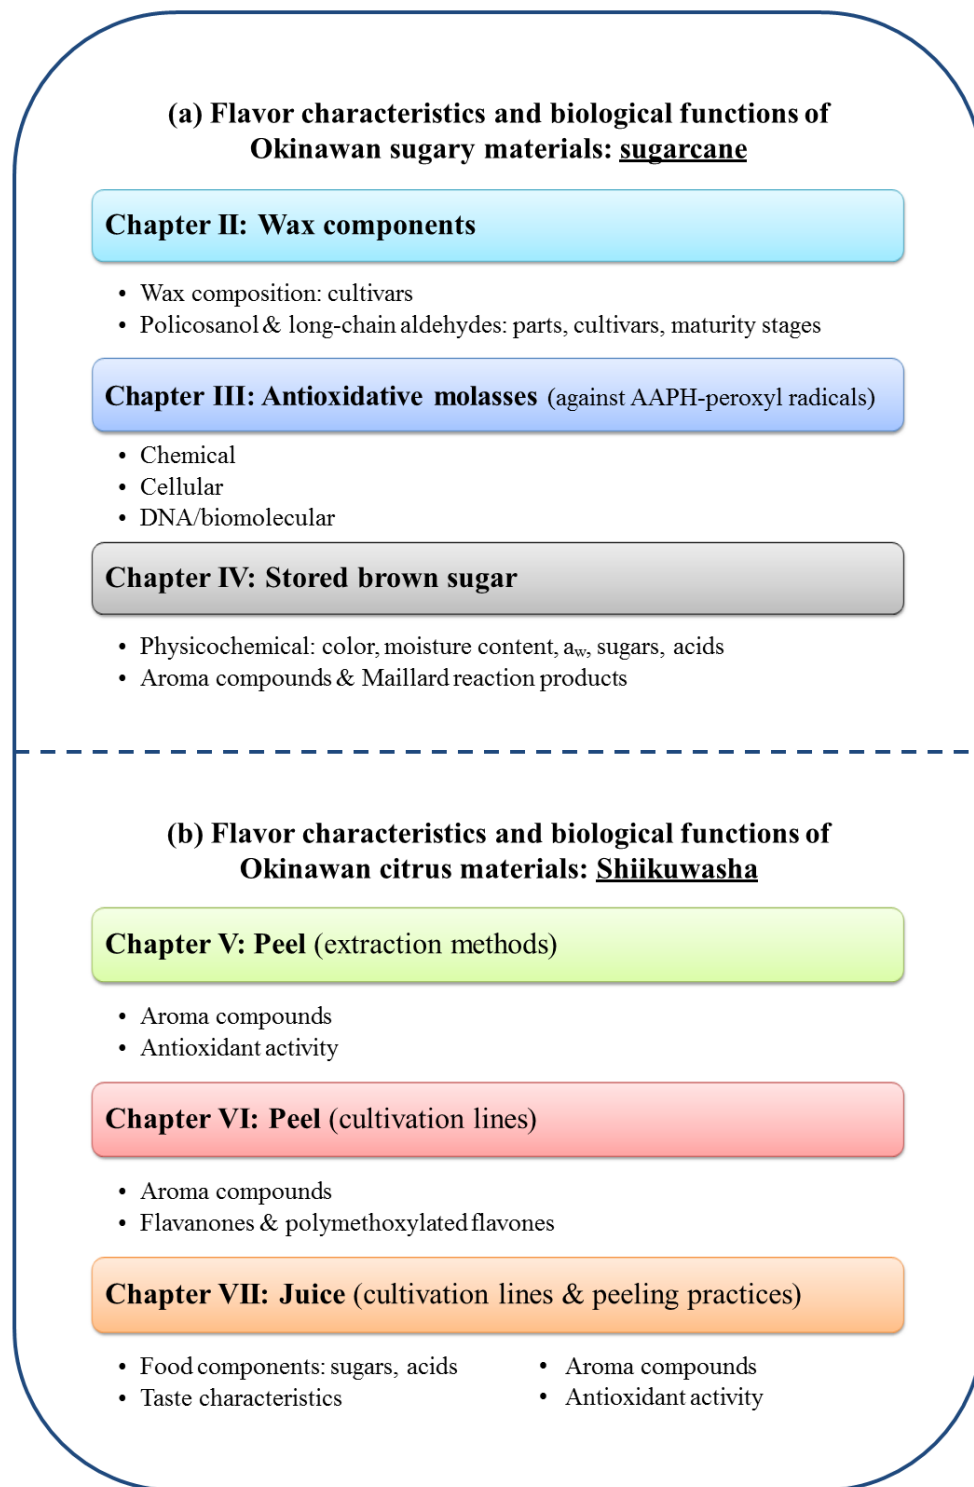 (a) Flavor characteristics and biological functions of
Okinawan sugary materials: sugarcane
Chapter II: Wax components
• Wax composition: cultivars
• Policosanol & long-chain aldehydes: parts, cultivars, maturity stages
Chapter III: Antioxidative molasses (against AAPH-peroxyl radicals)
• Chemical
• Cellular
• DNA/biomolecular
Chapter IV: Stored brown sugar
• Physicochemical: color, moisture content, a_w, sugars, acids
• Aroma compounds & Maillard reaction products
(b) Flavor characteristics and biological functions of
Okinawan citrus materials: Shiikuwasha
Chapter V: Peel (extraction methods)
• Aroma compounds
• Antioxidant activity
Chapter VI: Peel (cultivation lines)
• Aroma compounds
• Flavanones & polymethoxylated flavones
Chapter VII: Juice (cultivation lines & peeling practices)
• Food components: sugars, acids
• Taste characteristics
• Aroma compounds
• Antioxidant activity